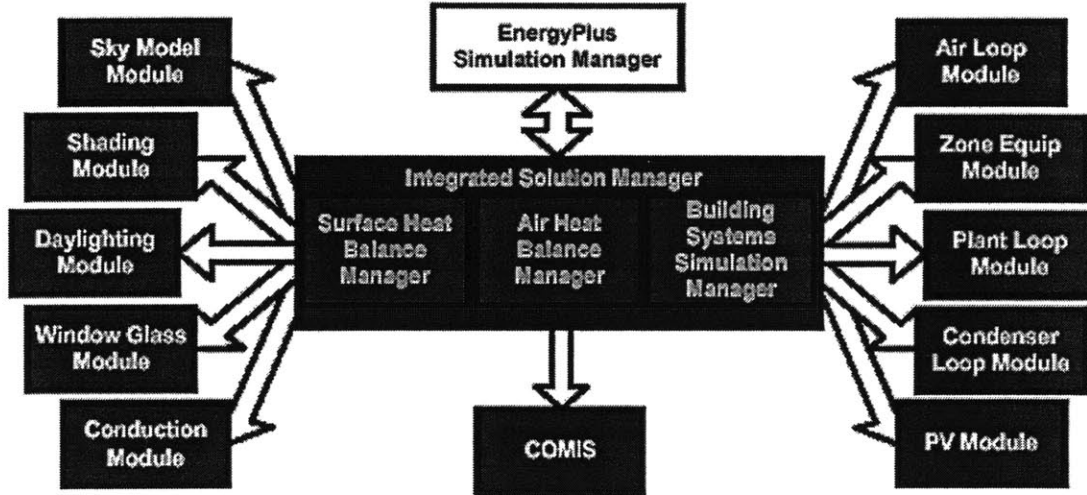 Sky Model
Module
EnergyPlus
Simulation Manager
Air Loop
Module
Shading
Module
Zone Equip
Module
Integrated Solution Manager
Surface Heat
Balance
Manager
Air Heat
Balance
Manager
Building
Systems
Simulation
Manager
Daylighting
Module
Plant Loop
Module
Window Glass
Module
Condenser
Loop Module
Conduction
Module
COMIS
PV Module